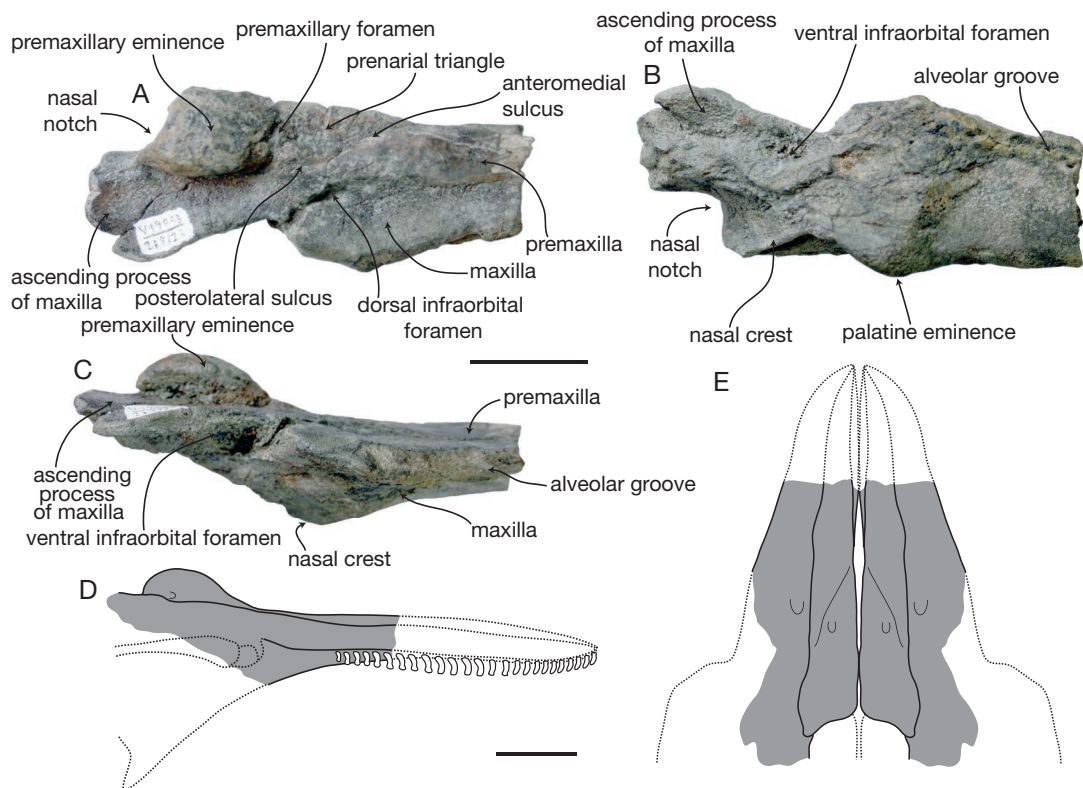 premaxillary eminence
premaxillary foramen
prenarial triangle
anteromedial
sulcus
A
nasal
notch
ascending process
of maxilla
posterolateral sulcus
dorsal infraorbital
foramen
maxilla
premaxilla
ascending process
of maxilla
ventral infraorbital foramen
alveolar groove
B
nasal
notch
nasal crest
palatine eminence
premaxillary eminence
C
premaxilla
ascending
process
of maxilla
alveolar groove
maxilla
ventral infraorbital foramen
nasal crest
D
E